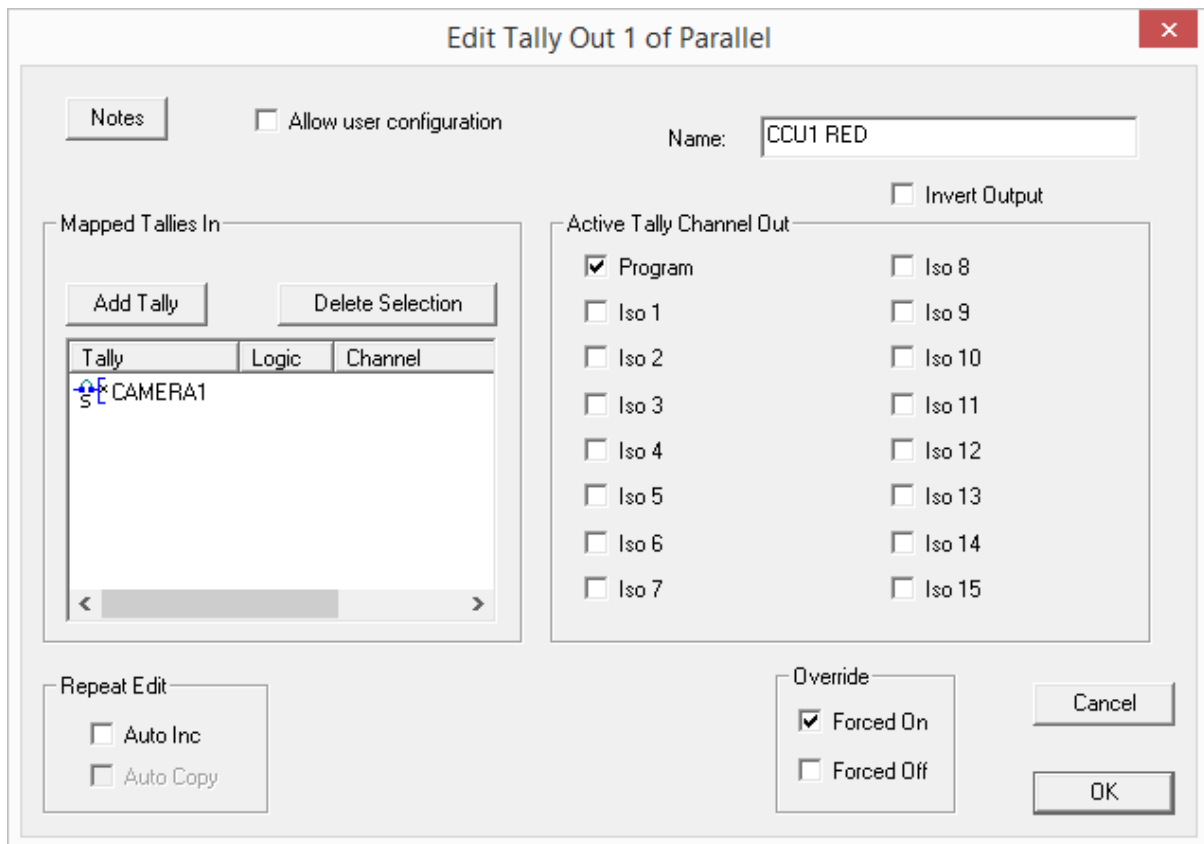 Edit Tally Out 1 of Parallel
Notes
Allow user configuration
Name:
CCU1 RED
Invert Output
Mapped Tallies In
Add Tally
Delete Selection
Tally Logic Channel
CAMERA1
Active Tally Channel Out
Program
Iso 1
Iso 2
Iso 3
Iso 4
Iso 5
Iso 6
Iso 7
Iso 8
Iso 9
Iso 10
Iso 11
Iso 12
Iso 13
Iso 14
Iso 15
Repeat Edit
Auto Inc
Auto Copy
Override
Forced On
Forced Off
Cancel
OK